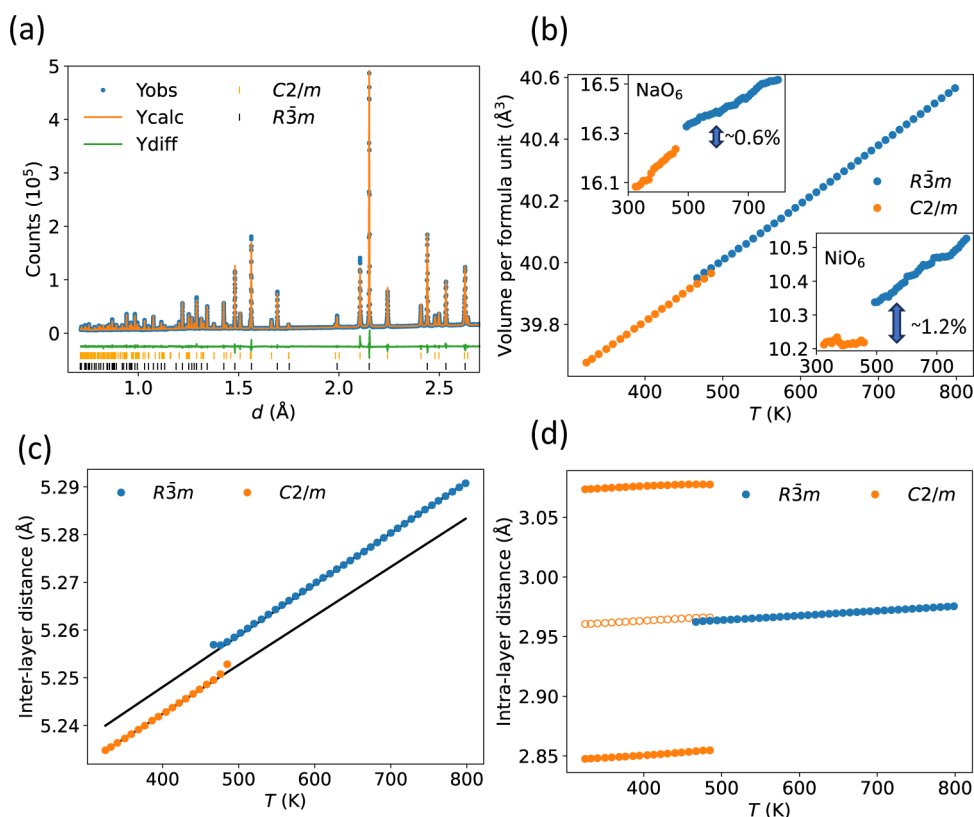 (a)
5
4
3
2
1
0
Counts (10⁵)
Yobs
Ycalc
Ydiff
C2/m
R3̄m
1.0 1.5 2.0 2.5
d (Å)
(b)
40.6
40.4
40.2
40.0
39.8
Volume per formula unit (Å³)
16.5
16.3
16.1
NaO₆
~0.6%
300 500 700
R3̄m
C2/m
10.5
10.4
10.3
10.2
NiO₆
~1.2%
300 500 700
400 500 600 700 800
T (K)
(c)
5.29
5.28
5.27
5.26
5.25
5.24
Inter-layer distance (Å)
R3̄m C2/m
400 500 600 700 800
T (K)
(d)
3.05
3.00
2.95
2.90
2.85
Intra-layer distance (Å)
R3̄m C2/m
400 500 600 700 800
T (K)